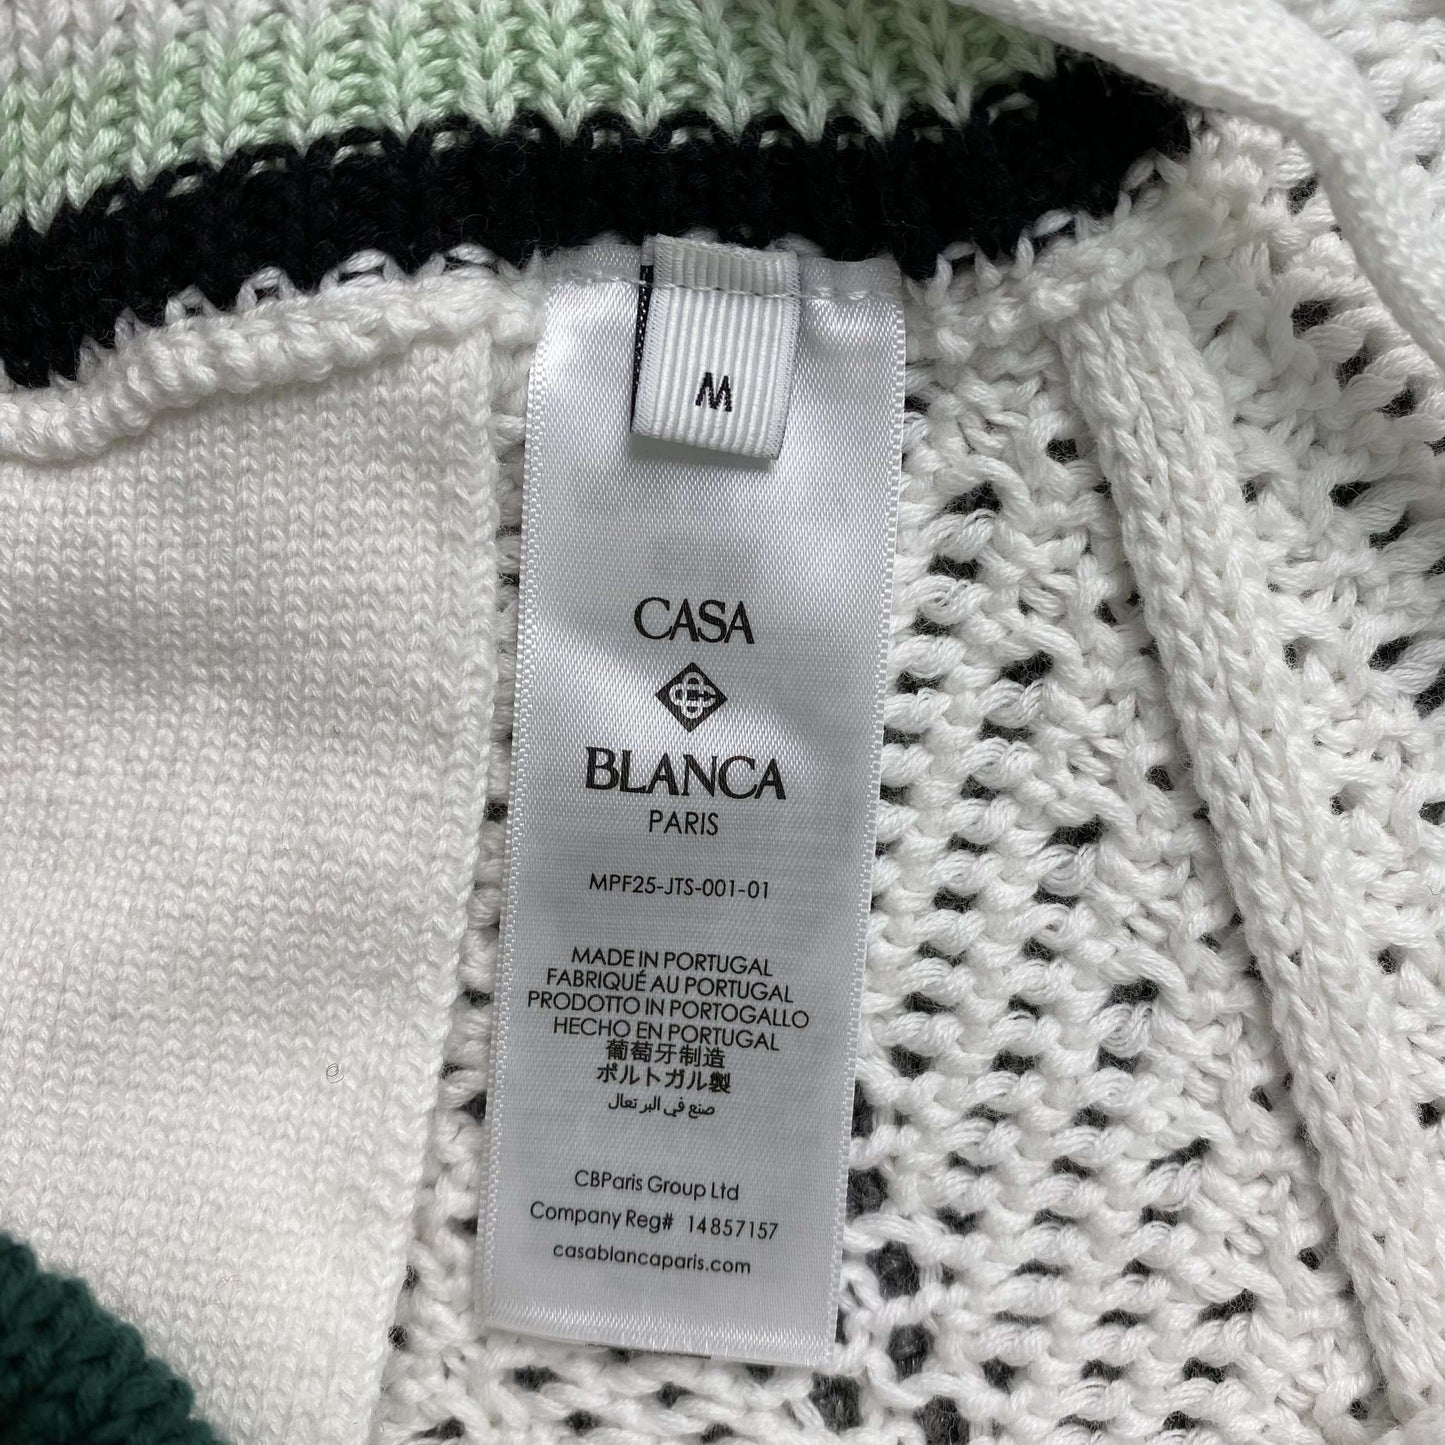 M
CASA
BLANCA
PARIS
MPF25-JTS-001-01
MADE IN PORTUGAL
FABRIQUÉ AU PORTUGAL
PRODOTTO IN PORTOGALLO
HECHO EN PORTUGAL
葡萄牙制造
ポルトガル製
صنع في البر تعال
CBParis Group Ltd
Company Reg# 14857157
casablancaparis.com